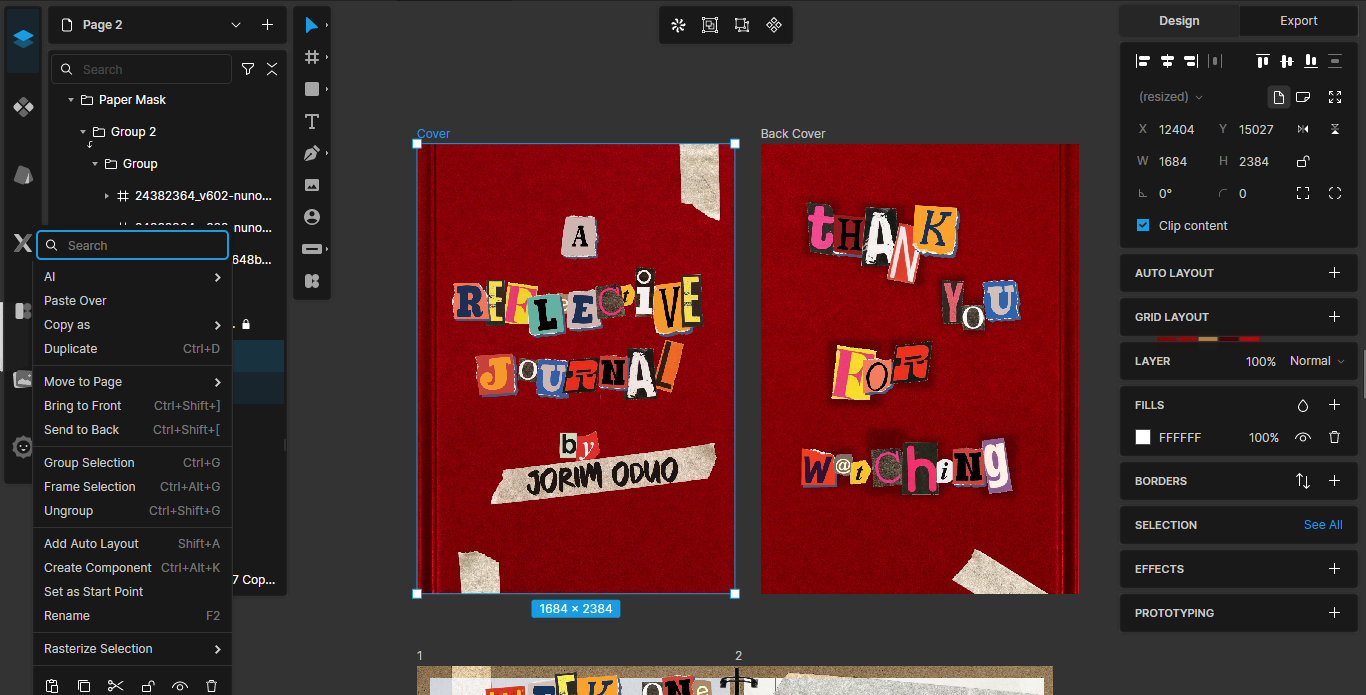 Page 2
Search
Paper Mask
Group 2
Group
24382364_v602-nuno...
Search
648b...
AI
Paste Over
Copy as
Duplicate Ctrl+D
Move to Page
Bring to Front Ctrl+Shift+]
Send to Back Ctrl+Shift+[
Group Selection Ctrl+G
Frame Selection Ctrl+Alt+G
Ungroup Ctrl+Shift+G
Add Auto Layout Shift+A
Create Component Ctrl+Alt+K
Set as Start Point
Rename F2
Rasterize Selection
7 Cop...
Cover
A
REFLECtiVE
JOURNAl
by
JORIM ODUO
1684 × 2384
Back Cover
tHANK
YoU
FoR
W@tChiNg
1
2
WEEK ONe
Design
Export
(resized)
X 12404 Y 15027
W 1684 H 2384
0° 0
Clip content
AUTO LAYOUT
GRID LAYOUT
LAYER 100% Normal
FILLS
FFFFFF 100%
BORDERS
SELECTION See All
EFFECTS
PROTOTYPING